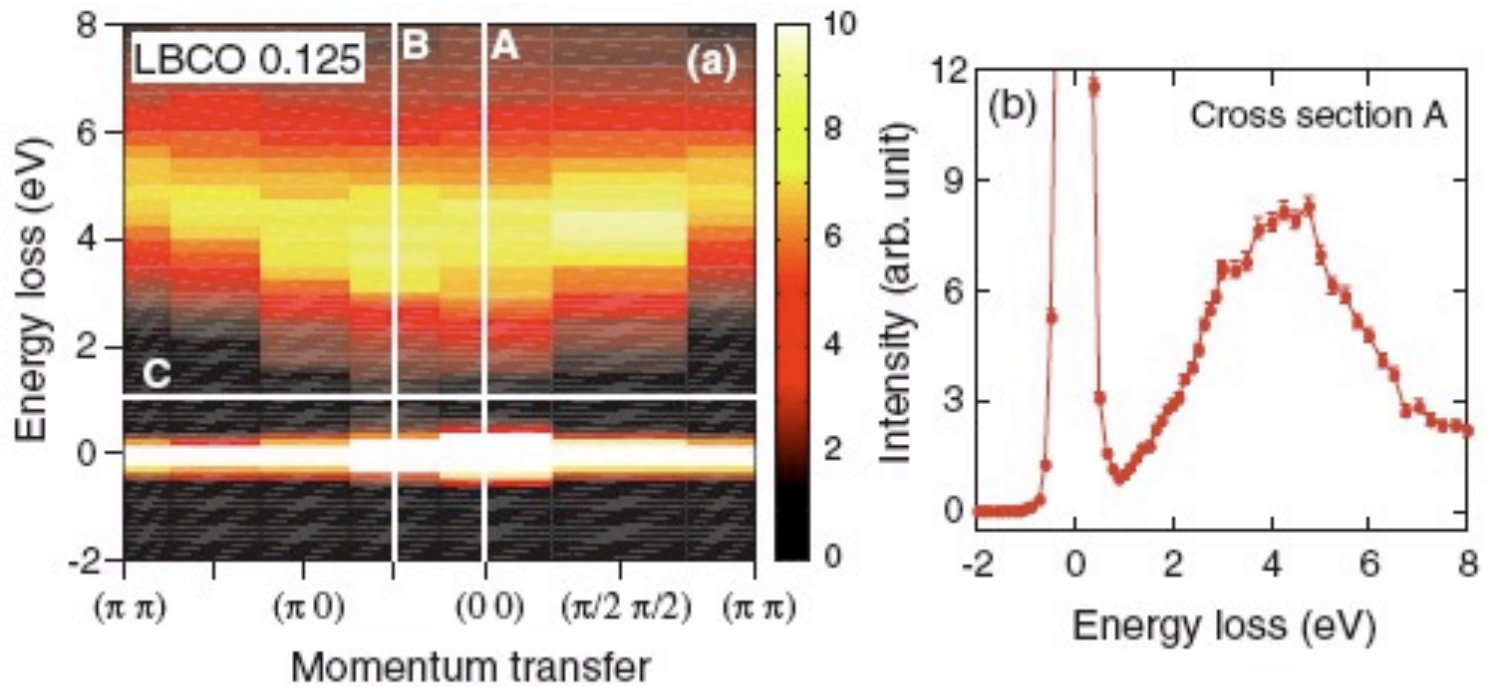 LBCO 0.125
B
A
(a)
C
8
6
4
2
0
-2
Energy loss (eV)
(π π)
(π 0)
(0 0)
(π/2 π/2)
(π π)
Momentum transfer
10
8
6
4
2
0
(b)
Cross section A
12
9
6
3
0
Intensity (arb. unit)
-2
0
2
4
6
8
Energy loss (eV)